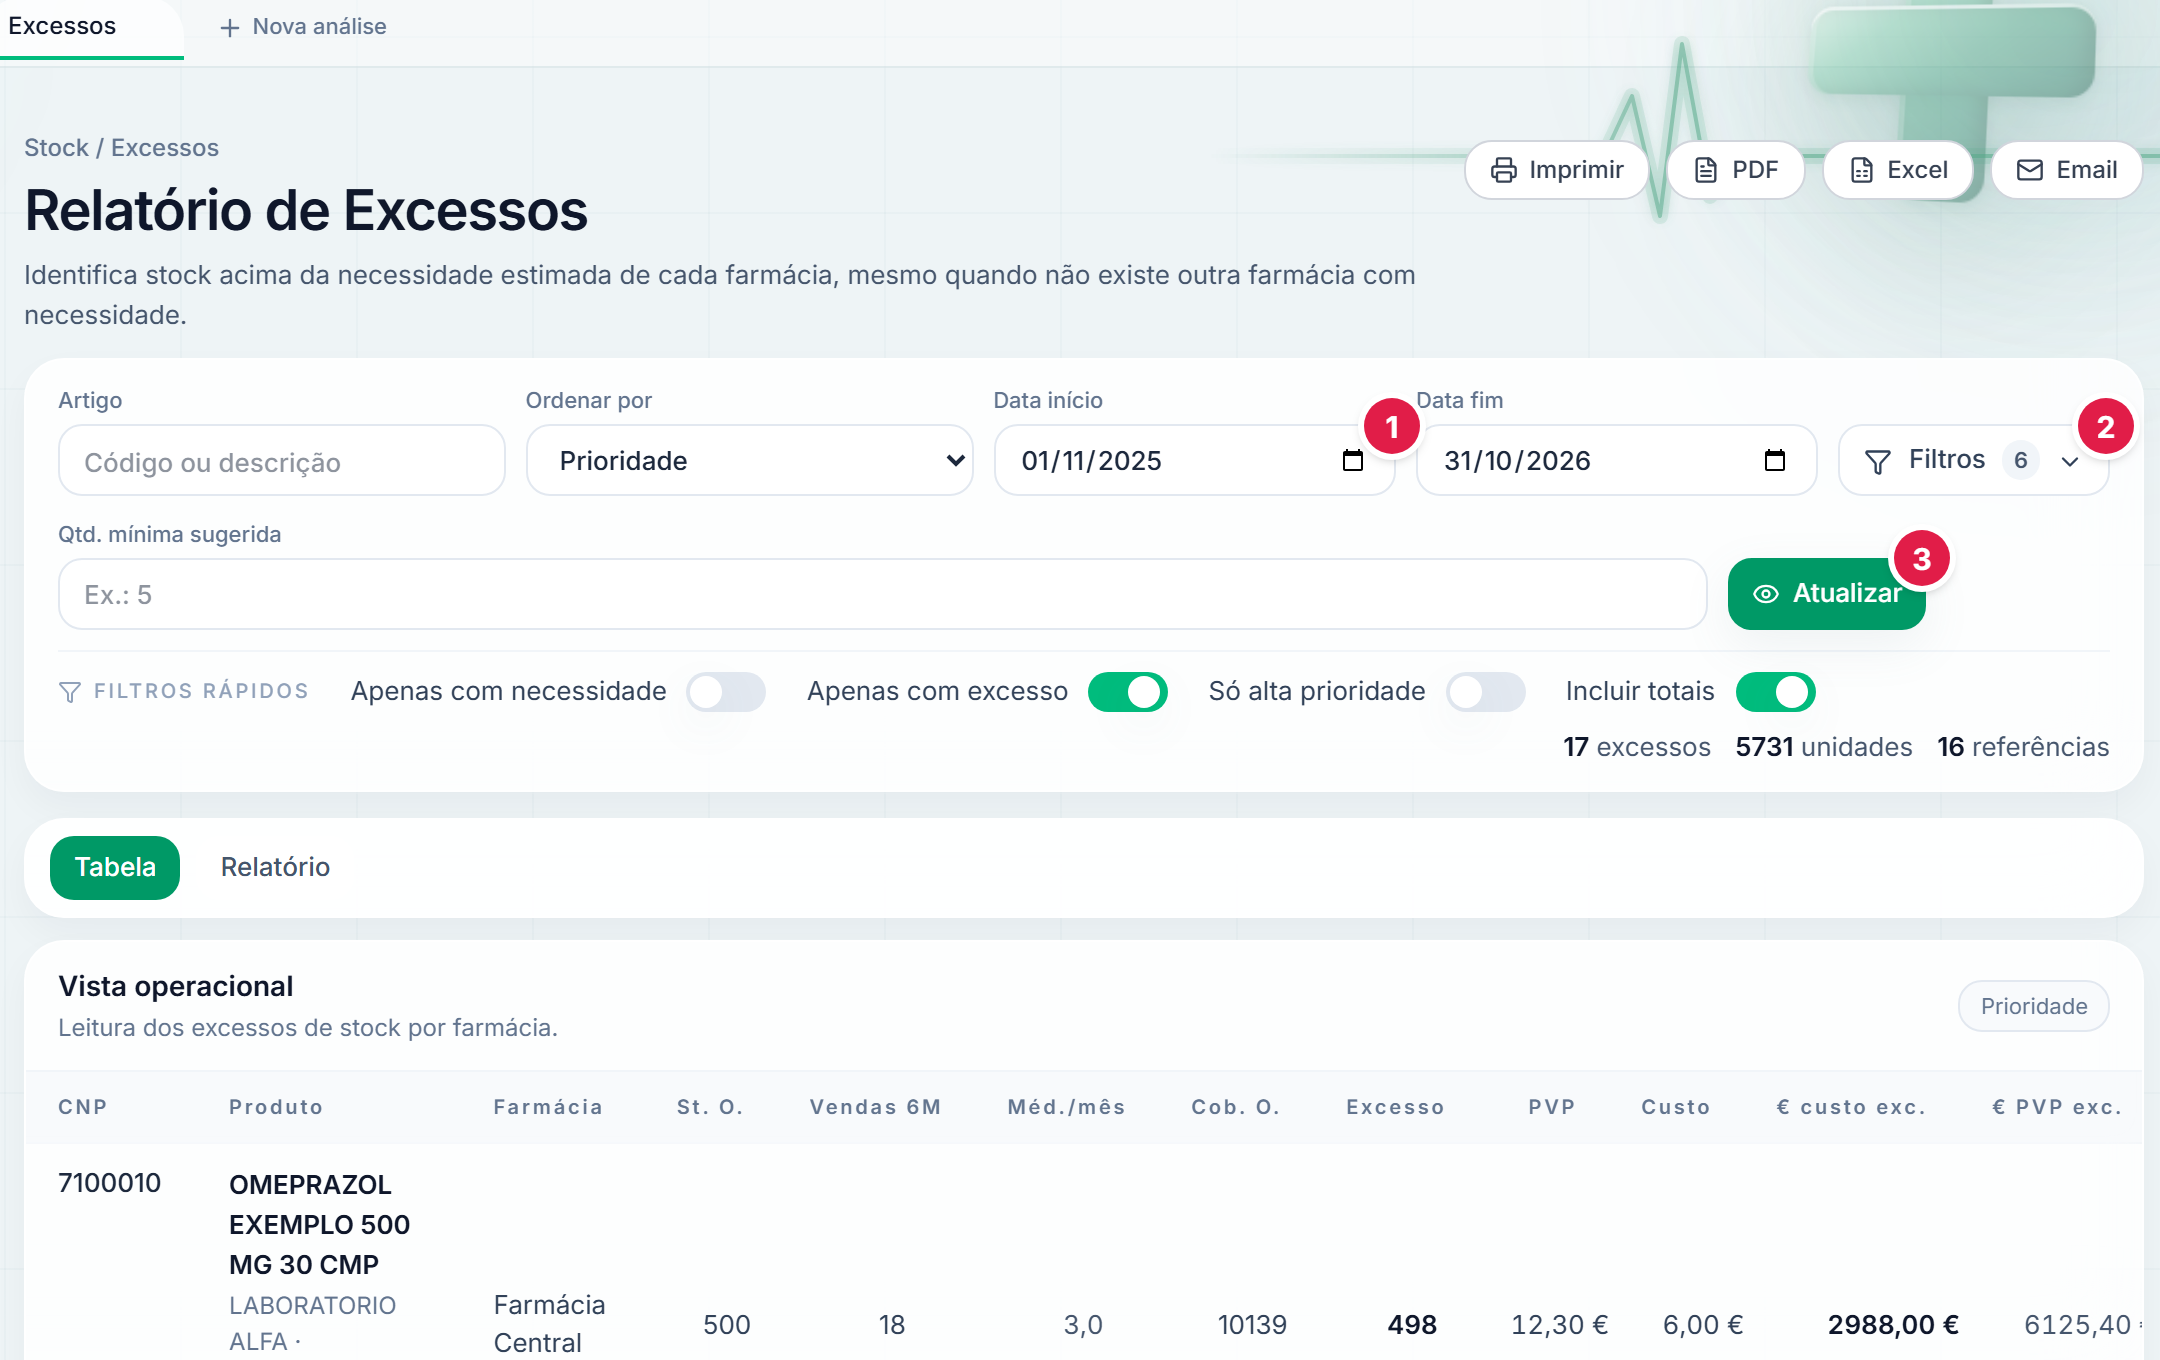 Excessos
Nova análise
Stock / Excessos
Imprimir
PDF
Excel
Email
Relatório de Excessos
Identifica stock acima da necessidade estimada de cada farmácia, mesmo quando não existe outra farmácia com
necessidade.
Artigo
Ordenar por
Data início
Data fim
Código ou descrição
Prioridade
01/11/2025
1
31/10/2026
Filtros 6
2
Qtd. mínima sugerida
Ex.: 5
Atualizar
3
FILTROS RÁPIDOS
Apenas com necessidade
Apenas com excesso
Só alta prioridade
Incluir totais
17 excessos 5731 unidades 16 referências
Tabela
Relatório
Vista operacional
Leitura dos excessos de stock por farmácia.
Prioridade
CNP Produto Farmácia St. O. Vendas 6M Méd./mês Cob. O. Excesso PVP Custo € custo exc. € PVP exc.
7100010
OMEPRAZOL
EXEMPLO 500
MG 30 CMP
LABORATORIO
ALFA ·
Farmácia
Central
500 18 3,0 10139 498 12,30 € 6,00 € 2988,00 € 6125,40